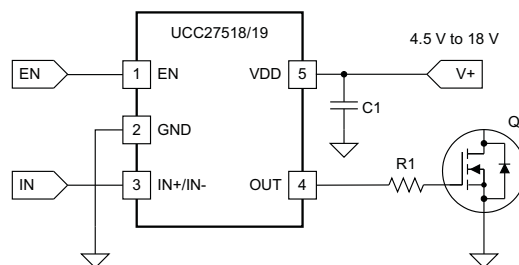 UCC27518/19
4.5 V to 18 V
EN
1
EN
VDD
5
V+
C1
2
GND
Q
IN
3
IN+/IN-
OUT
4
R1